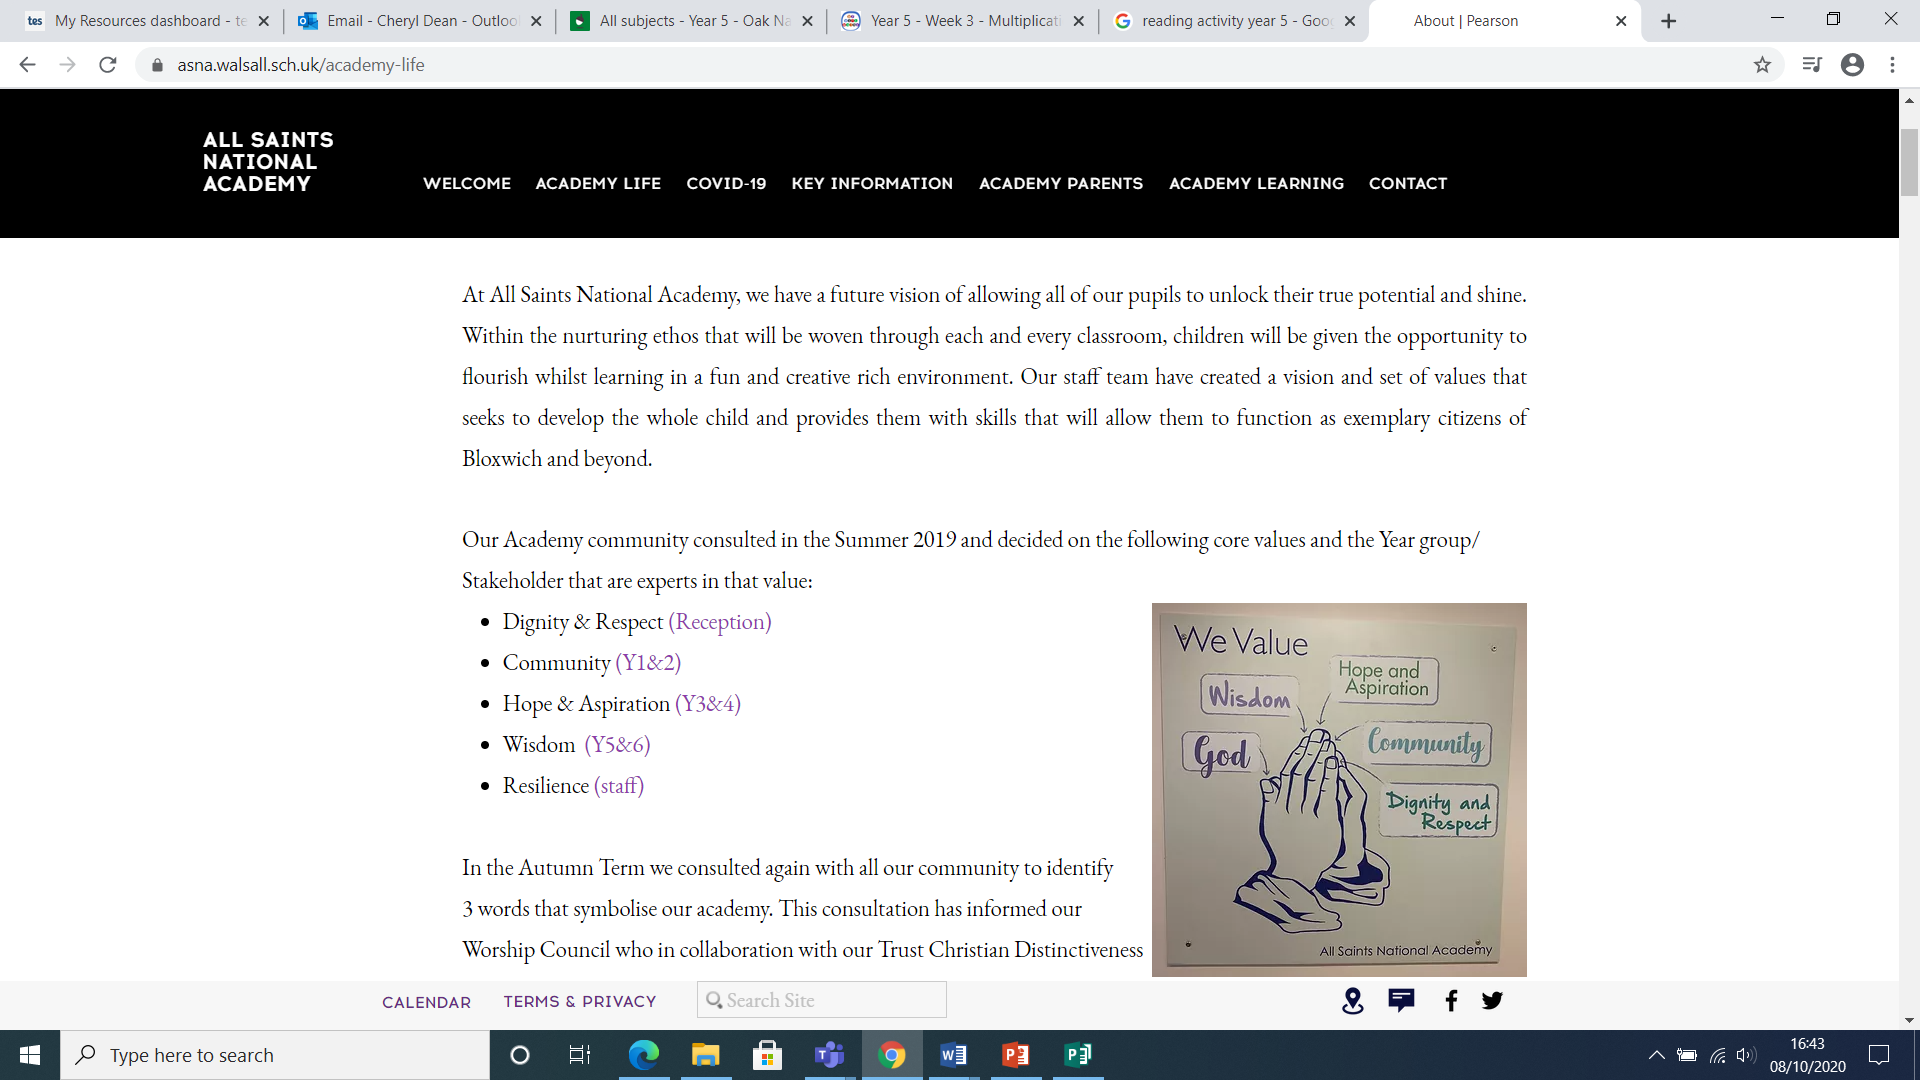 My Resources dashboard - te
Email - Cheryl Dean - Outloo
All subjects - Year 5 - Oak Na
Year 5 - Week 3 - Multiplicati
reading activity year 5 - Goog
About | Pearson
asna.walsall.sch.uk/academy-life
ALL SAINTS
NATIONAL
ACADEMY
WELCOME ACADEMY LIFE COVID-19 KEY INFORMATION ACADEMY PARENTS ACADEMY LEARNING CONTACT
At All Saints National Academy, we have a future vision of allowing all of our pupils to unlock their true potential and shine.
Within the nurturing ethos that will be woven through each and every classroom, children will be given the opportunity to
flourish whilst learning in a fun and creative rich environment. Our staff team have created a vision and set of values that
seeks to develop the whole child and provides them with skills that will allow them to function as exemplary citizens of
Bloxwich and beyond.
Our Academy community consulted in the Summer 2019 and decided on the following core values and the Year group/
Stakeholder that are experts in that value:
• Dignity & Respect (Reception)
• Community (Y1&2)
• Hope & Aspiration (Y3&4)
• Wisdom (Y5&6)
• Resilience (staff)
In the Autumn Term we consulted again with all our community to identify
3 words that symbolise our academy. This consultation has informed our
Worship Council who in collaboration with our Trust Christian Distinctiveness
We Value
Hope and
Aspiration
Wisdom
Community
God
Dignity and
Respect
All Saints National Academy
CALENDAR TERMS & PRIVACY Search Site
Type here to search
16:43
08/10/2020